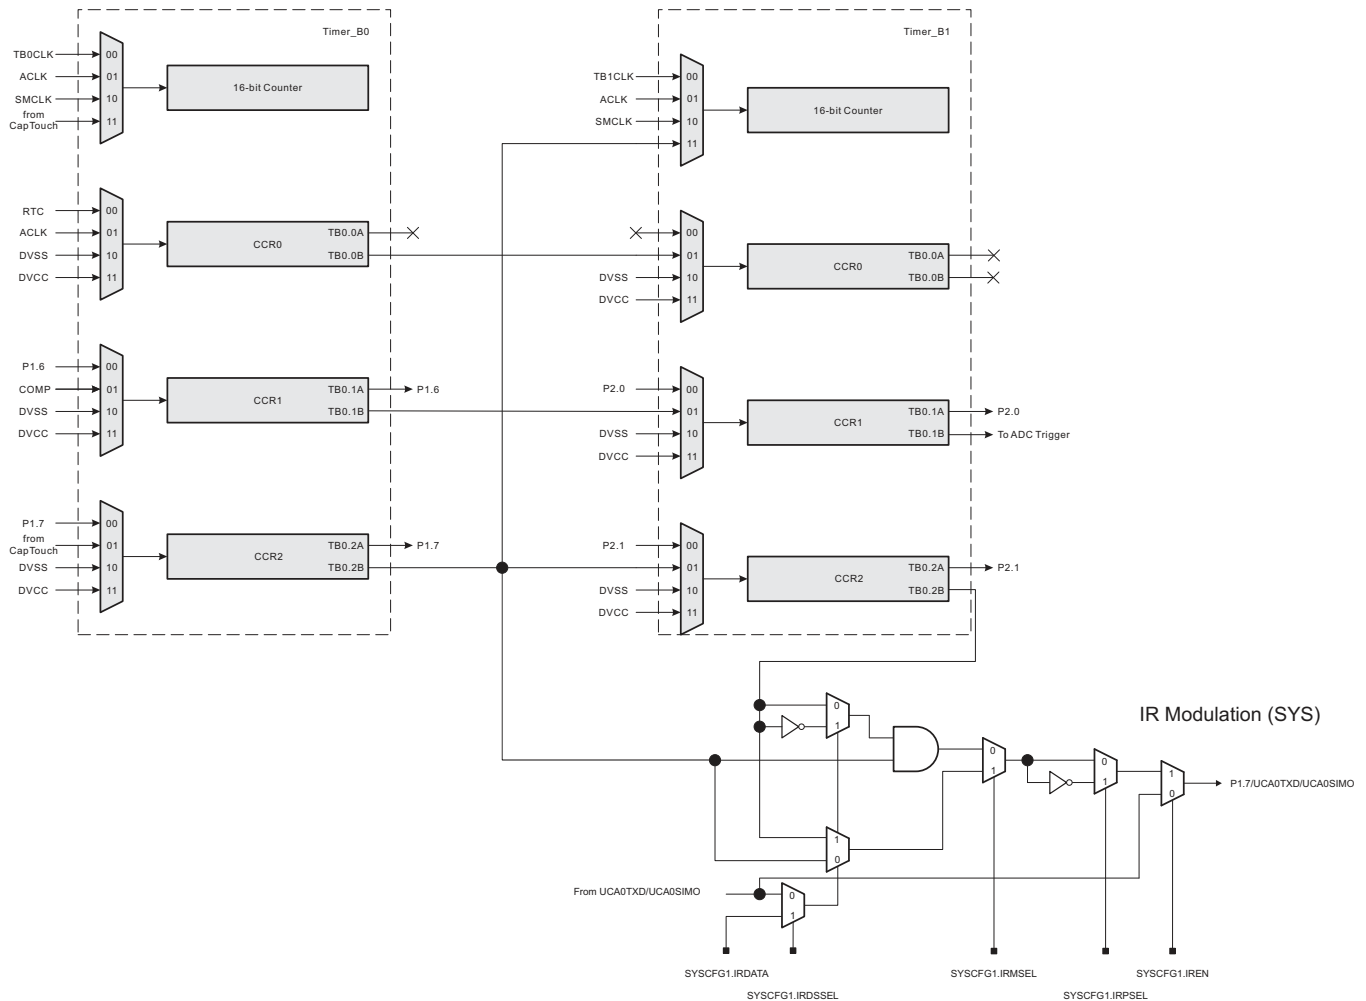 Timer_B0
TB0CLK
00
ACLK
01
16-bit Counter
SMCLK
10
from
CapTouch
11
RTC
00
ACLK
01
CCR0
TB0.0A
DVSS
10
TB0.0B
DVCC
11
P1.6
00
COMP
01
CCR1
TB0.1A
P1.6
DVSS
10
TB0.1B
DVCC
11
P1.7
00
from
CapTouch
01
CCR2
TB0.2A
P1.7
DVSS
10
TB0.2B
DVCC
11
Timer_B1
TB1CLK
00
ACLK
01
16-bit Counter
SMCLK
10
11
00
01
CCR0
TB0.0A
DVSS
10
TB0.0B
DVCC
11
P2.0
00
01
CCR1
TB0.1A
P2.0
DVSS
10
TB0.1B
To ADC Trigger
DVCC
11
P2.1
00
01
CCR2
TB0.2A
P2.1
DVSS
10
TB0.2B
DVCC
11
IR Modulation (SYS)
0
1
0
1
0
1
1
0
P1.7/UCA0TXD/UCA0SIMO
1
0
From UCA0TXD/UCA0SIMO
0
1
SYSCFG1.IRDATA
SYSCFG1.IRMSEL
SYSCFG1.IREN
SYSCFG1.IRDSSEL
SYSCFG1.IRPSEL